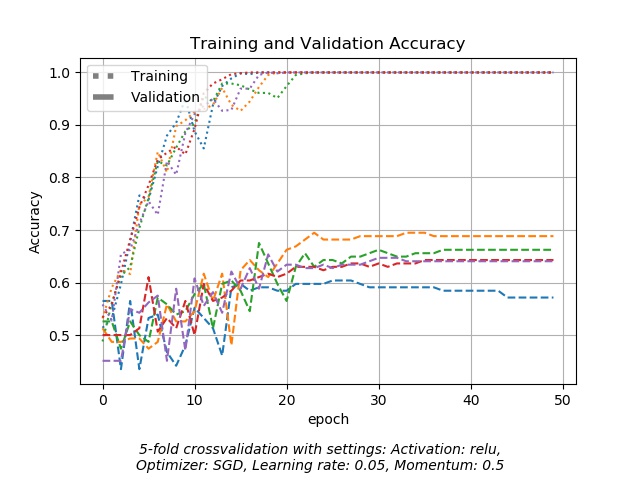 Training and Validation Accuracy
Training
Validation
1.0
0.9
0.8
0.7
0.6
0.5
Accuracy
0 10 20 30 40 50
epoch
5-fold crossvalidation with settings: Activation: relu,
Optimizer: SGD, Learning rate: 0.05, Momentum: 0.5